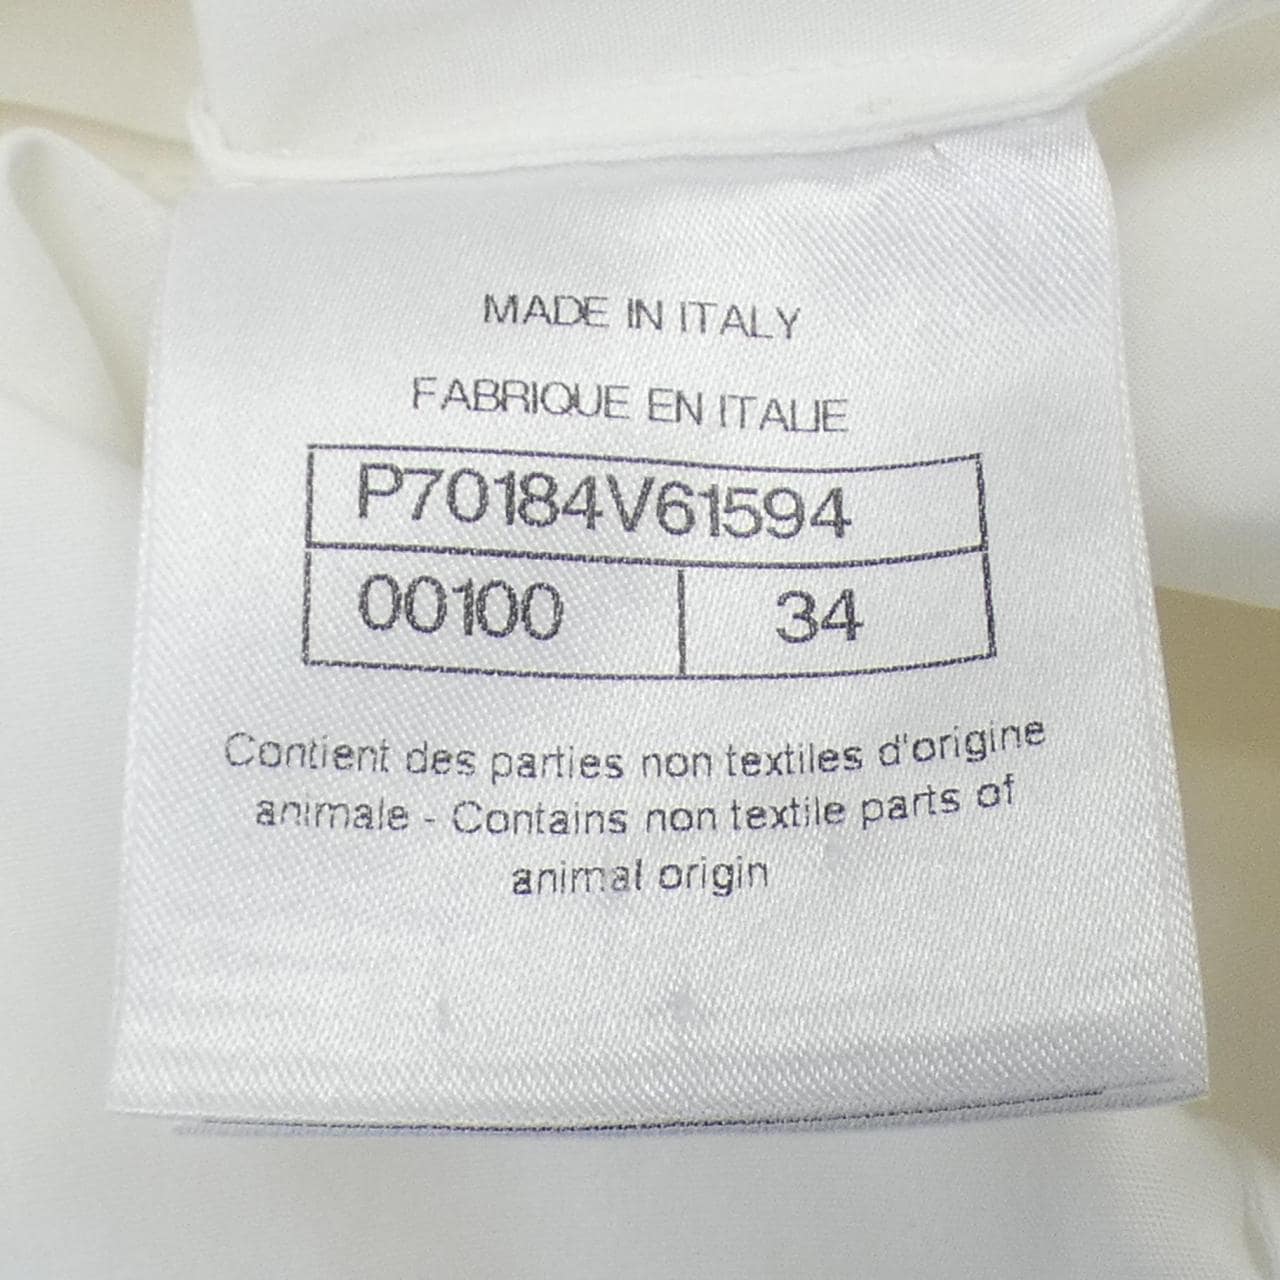 MADE IN ITALY
FABRIQUE EN ITALIE
P70184V61594
00100 34
Contient des parties non textiles d'origine
animale - Contains non textile parts of
animal origin